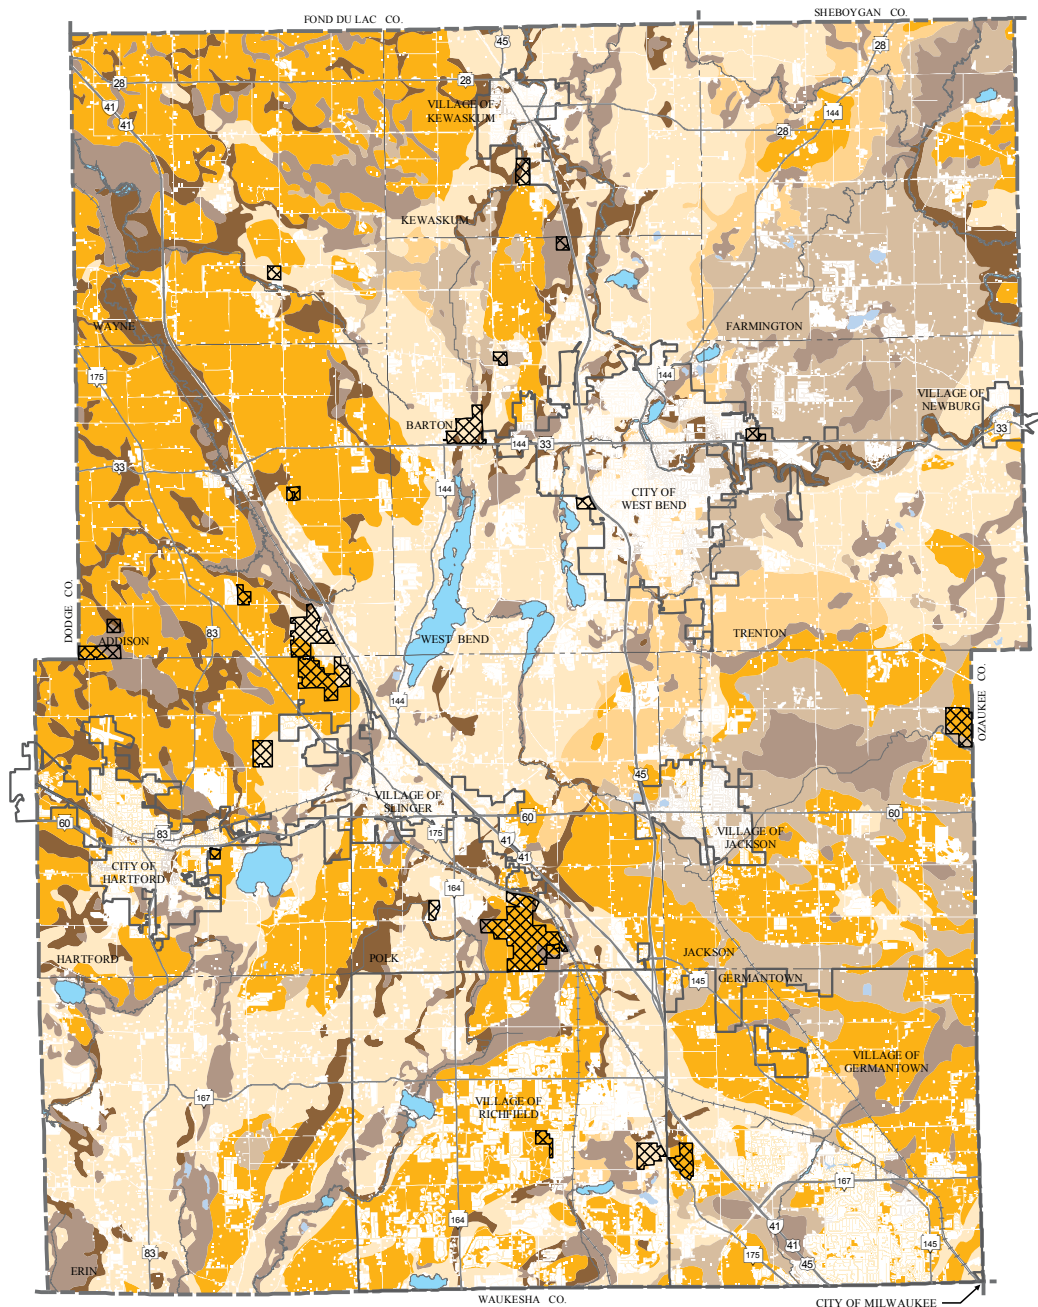 FOND DU LAC CO.
SHEBOYGAN CO.
45
28
28
28
41
41
VILLAGE OF
KEWASKUM
144
28
KEWASKUM
WAYNE
FARMINGTON
175
144
VILLAGE OF
NEWBURG
BARTON
33
144
33
33
144
CITY OF
WEST BEND
DODGE CO.
83
ADDISON
WEST BEND
TRENTON
OZAUKEE CO.
144
45
VILLAGE OF
SLINGER
60
60
60
83
175
41
41
VILLAGE OF
JACKSON
CITY OF
HARTFORD
164
HARTFORD
POLK
JACKSON
145
GERMANTOWN
VILLAGE OF
GERMANTOWN
167
VILLAGE OF
RICHFIELD
167
164
41
41
45
175
145
83
ERIN
WAUKESHA CO.
CITY OF MILWAUKEE